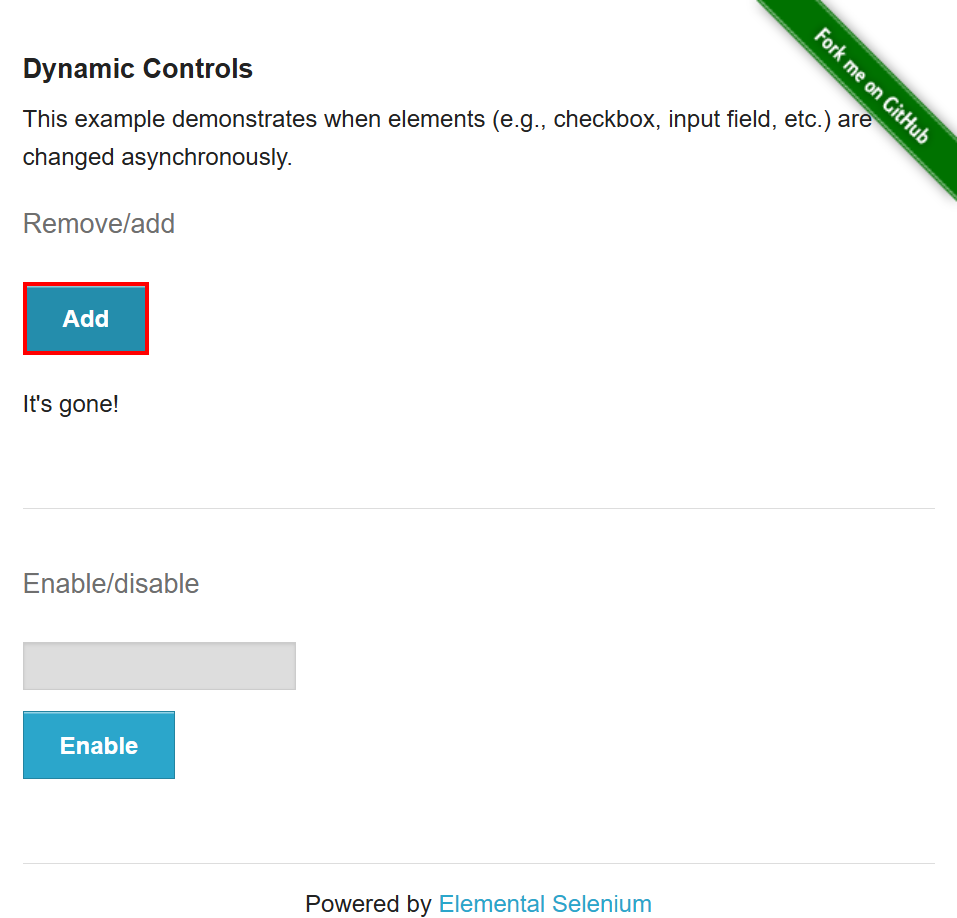 Fork me on GitHub
Dynamic Controls
This example demonstrates when elements (e.g., checkbox, input field, etc.) are
changed asynchronously.
Remove/add
Add
It's gone!
Enable/disable
Enable
Powered by Elemental Selenium